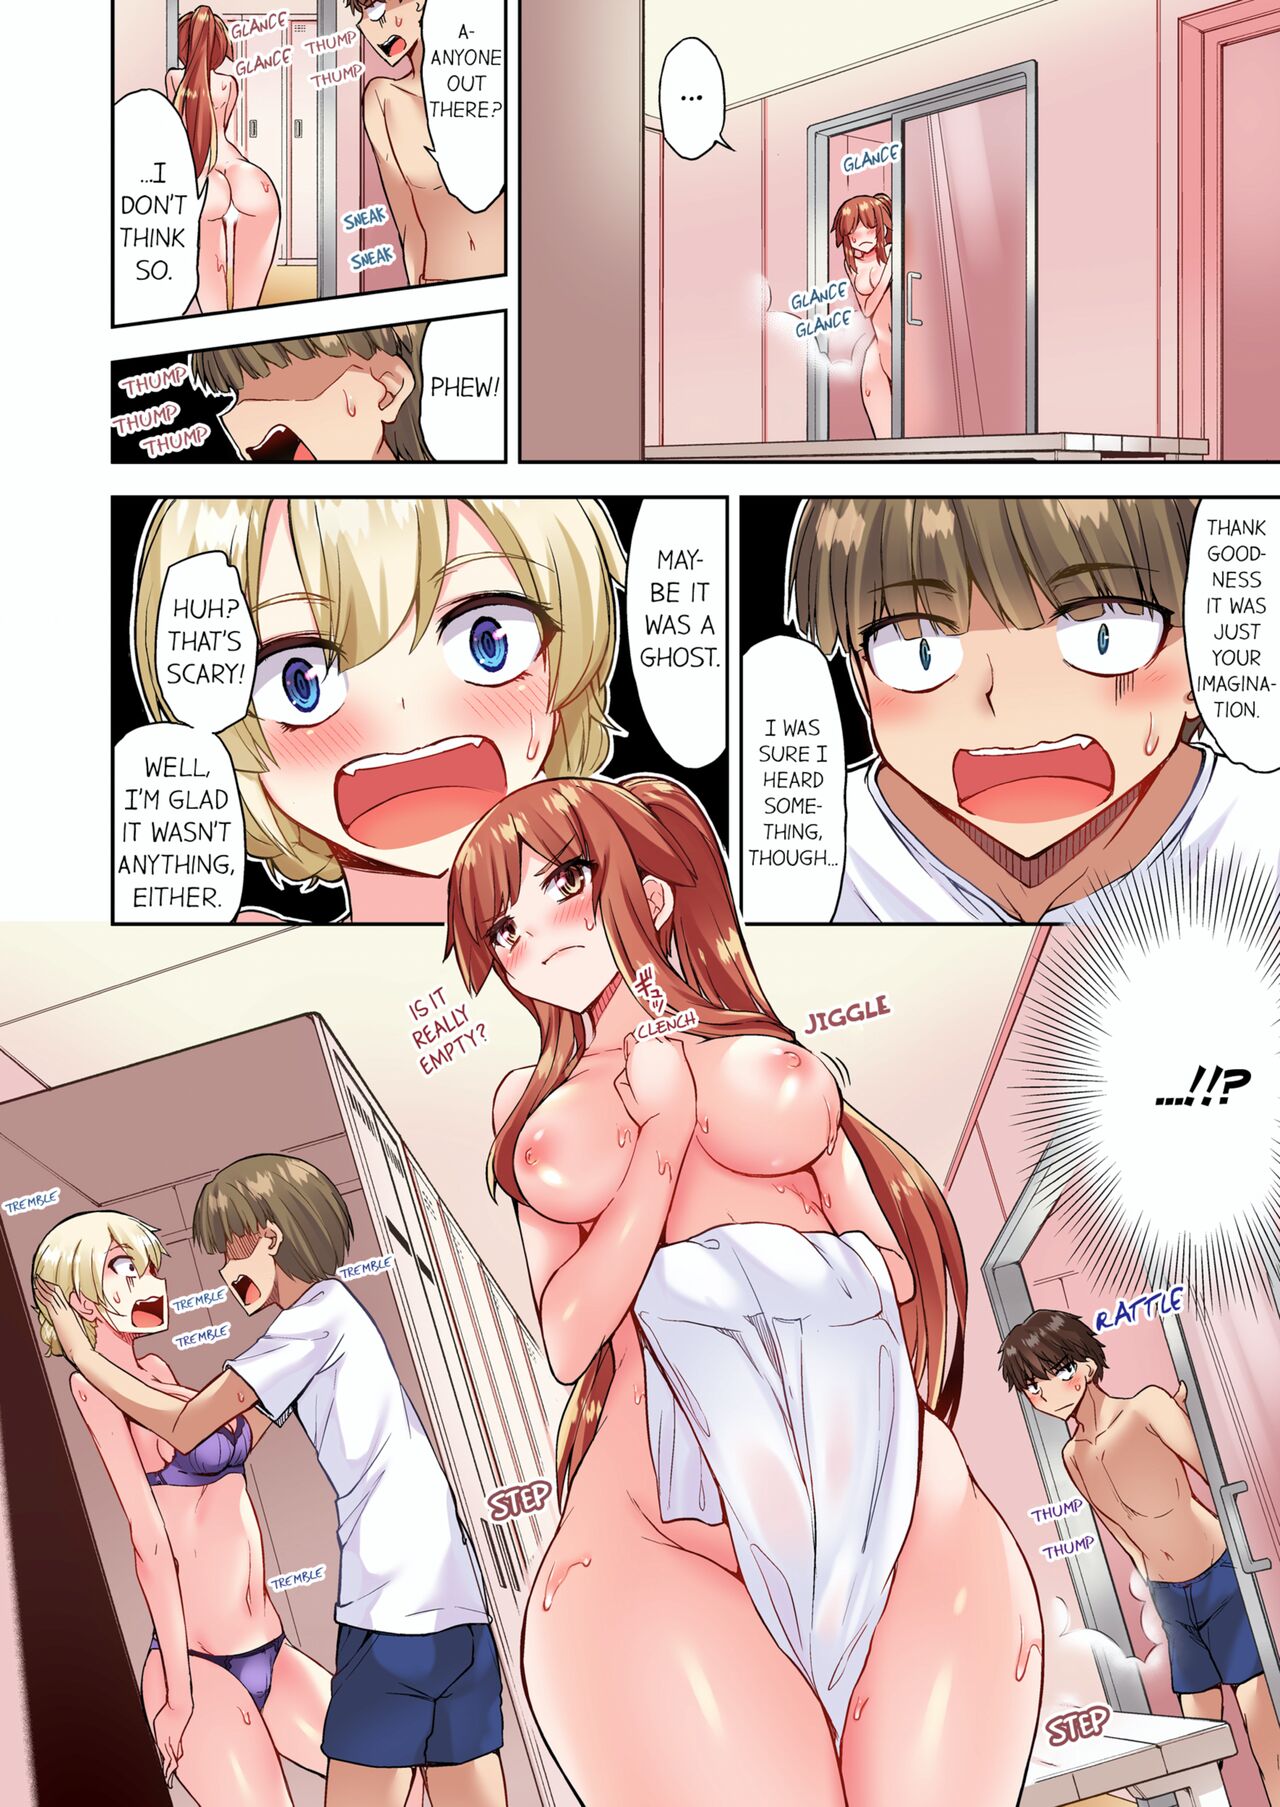 ...
GLANCE
GLANCE
GLANCE
A-
ANYONE
OUT
THERE?
GLANCE
GLANCE
THUMP
THUMP
SNEAK
SNEAK
...I
DON'T
THINK
SO.
PHEW!
THUMP
THUMP
THUMP
THANK
GOOD-
NESS
IT WAS
JUST
YOUR
IMAGINA-
TION.
I WAS
SURE I
HEARD
SOME-
THING,
THOUGH...
MAY-
BE IT
WAS A
GHOST.
HUH?
THAT'S
SCARY!
WELL,
I'M GLAD
IT WASN'T
ANYTHING,
EITHER.
....!!?
RATTLE
THUMP
THUMP
STEP
JIGGLE
ギュッ
CLENCH
IS IT
REALLY
EMPTY?
STEP
TREMBLE
TREMBLE
TREMBLE
TREMBLE
TREMBLE